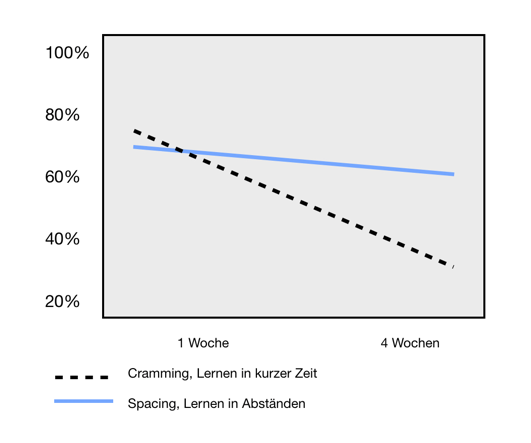 100%
80%
60%
40%
20%
1 Woche 4 Wochen
Cramming, Lernen in kurzer Zeit
Spacing, Lernen in Abständen